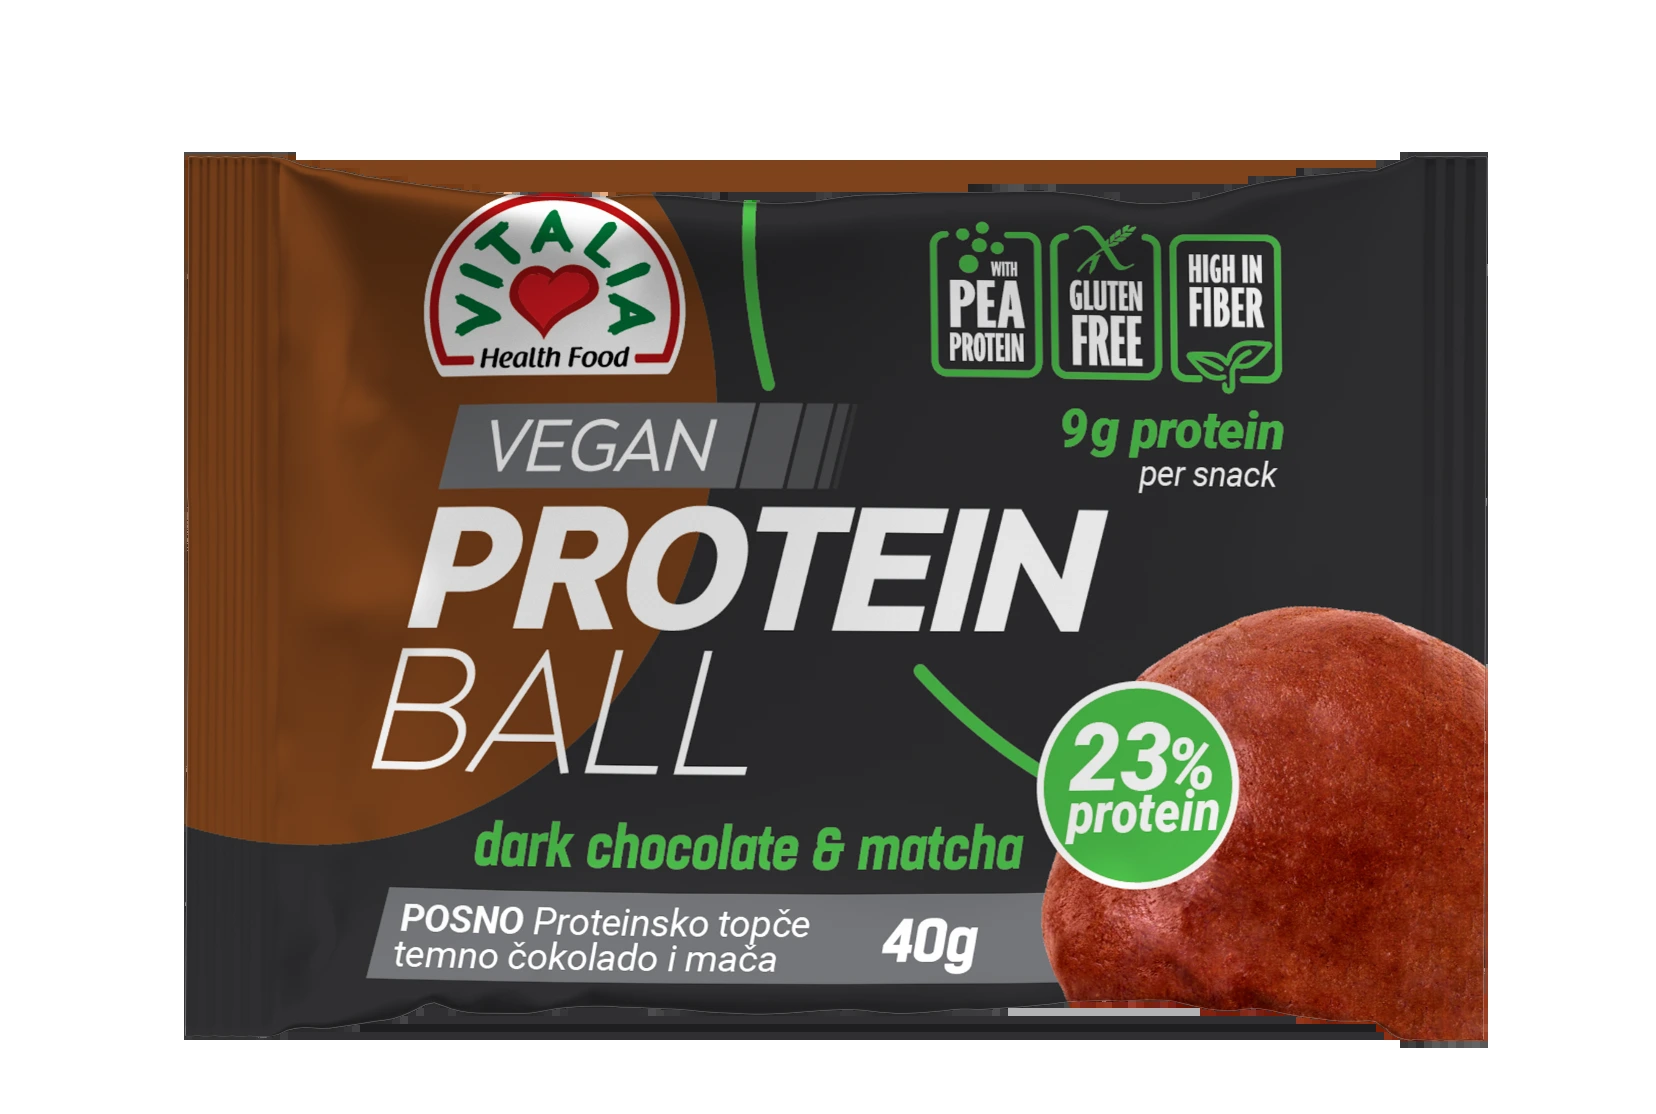 VITALIA
Health Food
WITH
PEA
PROTEIN
GLUTEN
FREE
HIGH IN
FIBER
9g protein
per snack
VEGAN
PROTEIN
BALL
23%
protein
dark chocolate & matcha
POSNO Proteinsko topče
temno čokolado i mača
40g